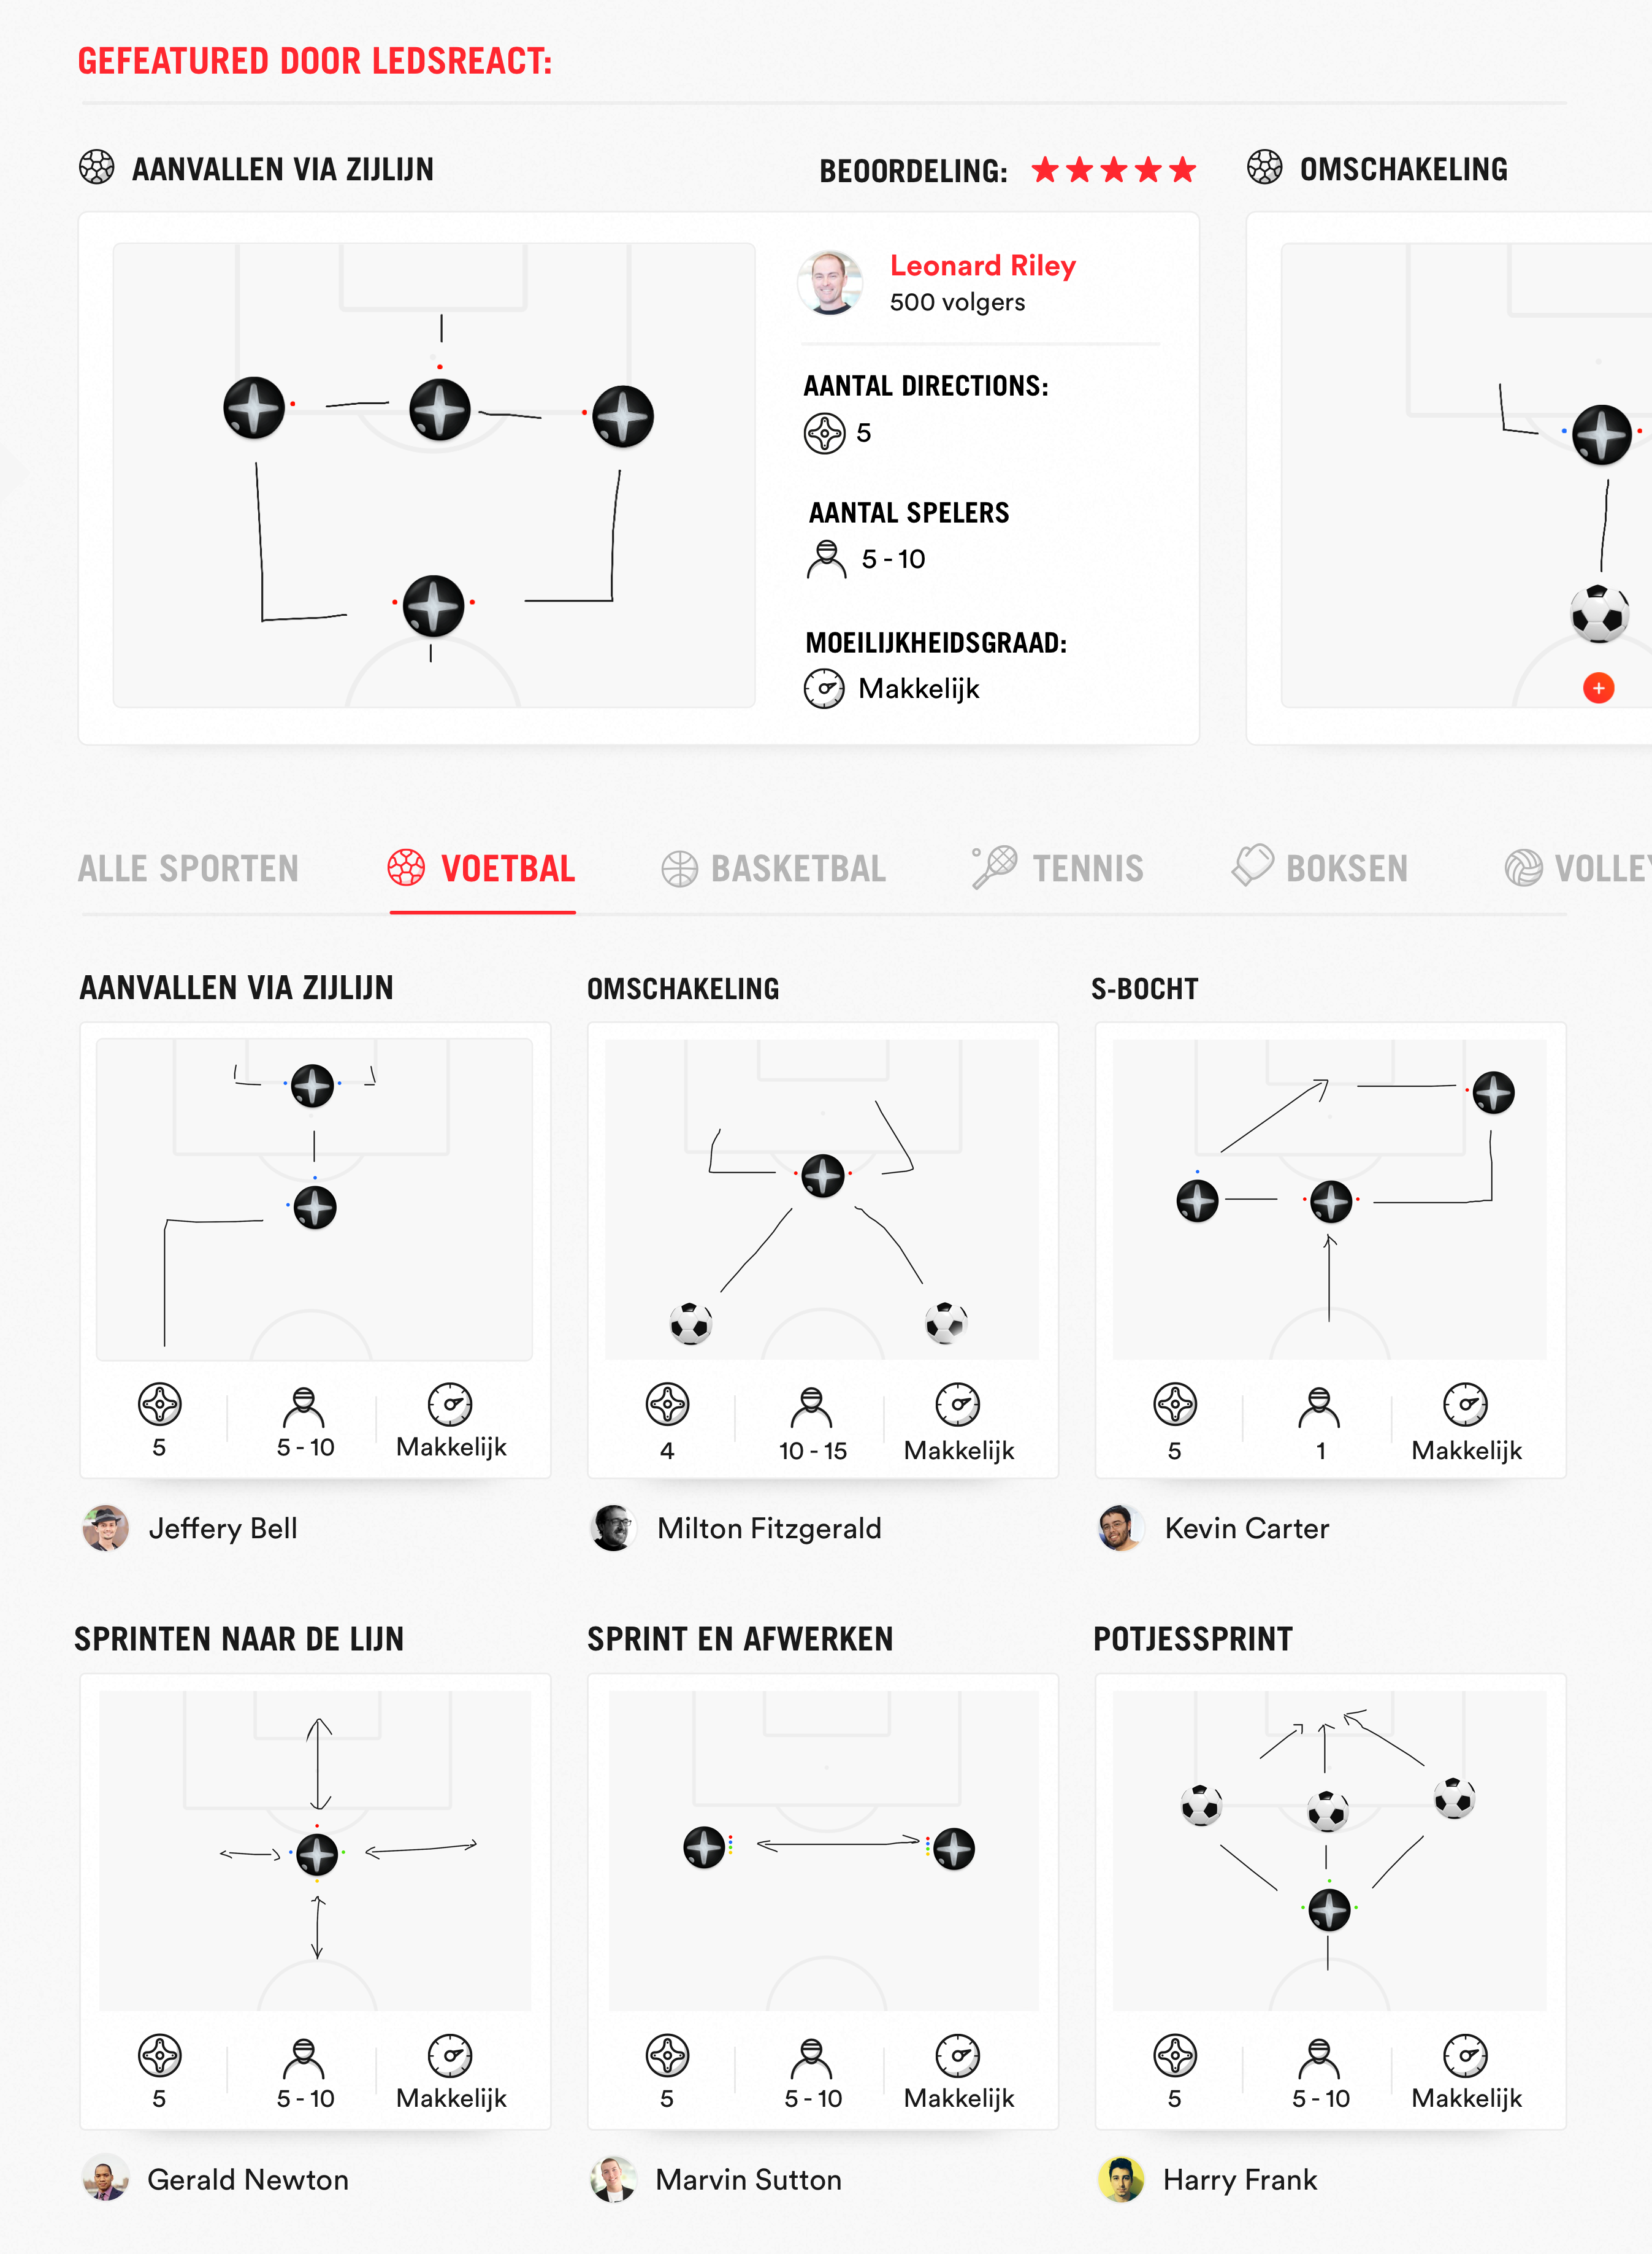 GEFEATURED DOOR LEDSREACT:
AANVALLEN VIA ZIJLIJN
BEOORDELING:
OMSCHAKELING
Leonard Riley
500 volgers
AANTAL DIRECTIONS:
5
AANTAL SPELERS
5 - 10
MOEILIJKHEIDSGRAAD:
Makkelijk
ALLE SPORTEN VOETBAL BASKETBAL TENNIS BOKSEN VOLLEY
AANVALLEN VIA ZIJLIJN
OMSCHAKELING
S-BOCHT
5 5 - 10 Makkelijk
4 10 - 15 Makkelijk
5 1 Makkelijk
Jeffery Bell
Milton Fitzgerald
Kevin Carter
SPRINTEN NAAR DE LIJN
SPRINT EN AFWERKEN
POTJESSPRINT
5 5 - 10 Makkelijk
5 5 - 10 Makkelijk
5 5 - 10 Makkelijk
Gerald Newton
Marvin Sutton
Harry Frank